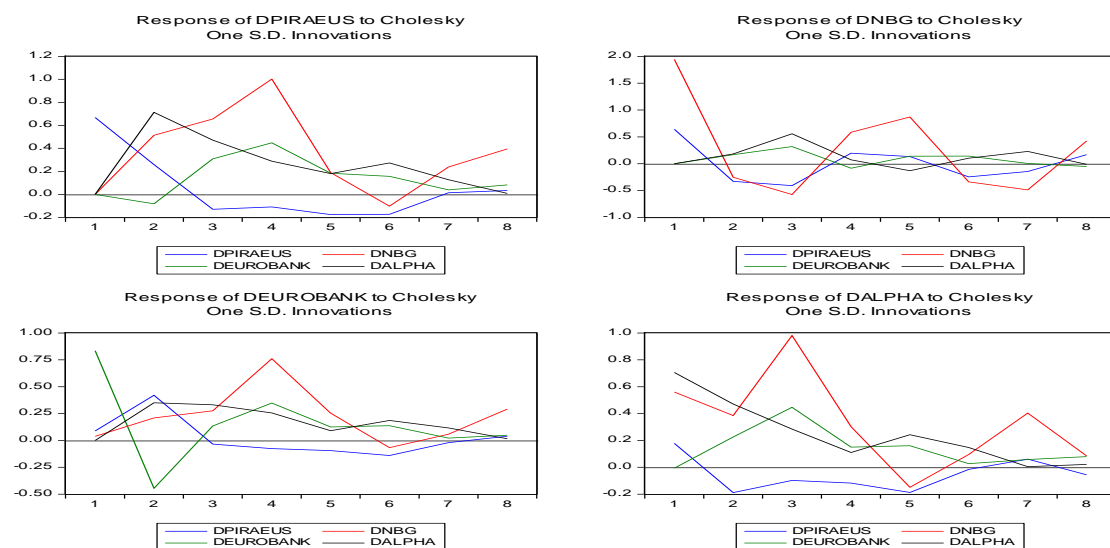 Response of DPIRAEUS to Cholesky
One S.D. Innovations
1.2
1.0
0.8
0.6
0.4
0.2
0.0
-0.2
1 2 3 4 5 6 7 8
DPIRAEUS DNBG
DEUROBANK DALPHA
Response of DNBG to Cholesky
One S.D. Innovations
2.0
1.5
1.0
0.5
0.0
-0.5
-1.0
1 2 3 4 5 6 7 8
DPIRAEUS DNBG
DEUROBANK DALPHA
Response of DEUROBANK to Cholesky
One S.D. Innovations
1.00
0.75
0.50
0.25
0.00
-0.25
-0.50
1 2 3 4 5 6 7 8
DPIRAEUS DNBG
DEUROBANK DALPHA
Response of DALPHA to Cholesky
One S.D. Innovations
1.0
0.8
0.6
0.4
0.2
0.0
-0.2
1 2 3 4 5 6 7 8
DPIRAEUS DNBG
DEUROBANK DALPHA